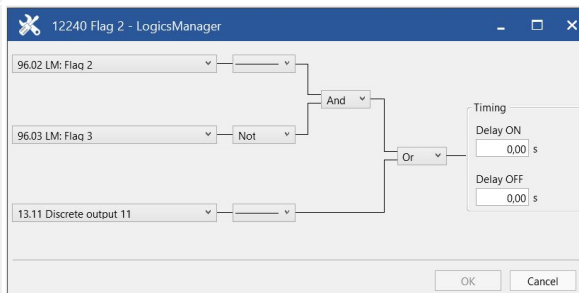 12240 Flag 2 - LogicsManager
96.02 LM: Flag 2
And
Timing
Delay ON
0,00 s
96.03 LM: Flag 3
Not
Or
Delay OFF
0,00 s
13.11 Discrete output 11
OK
Cancel